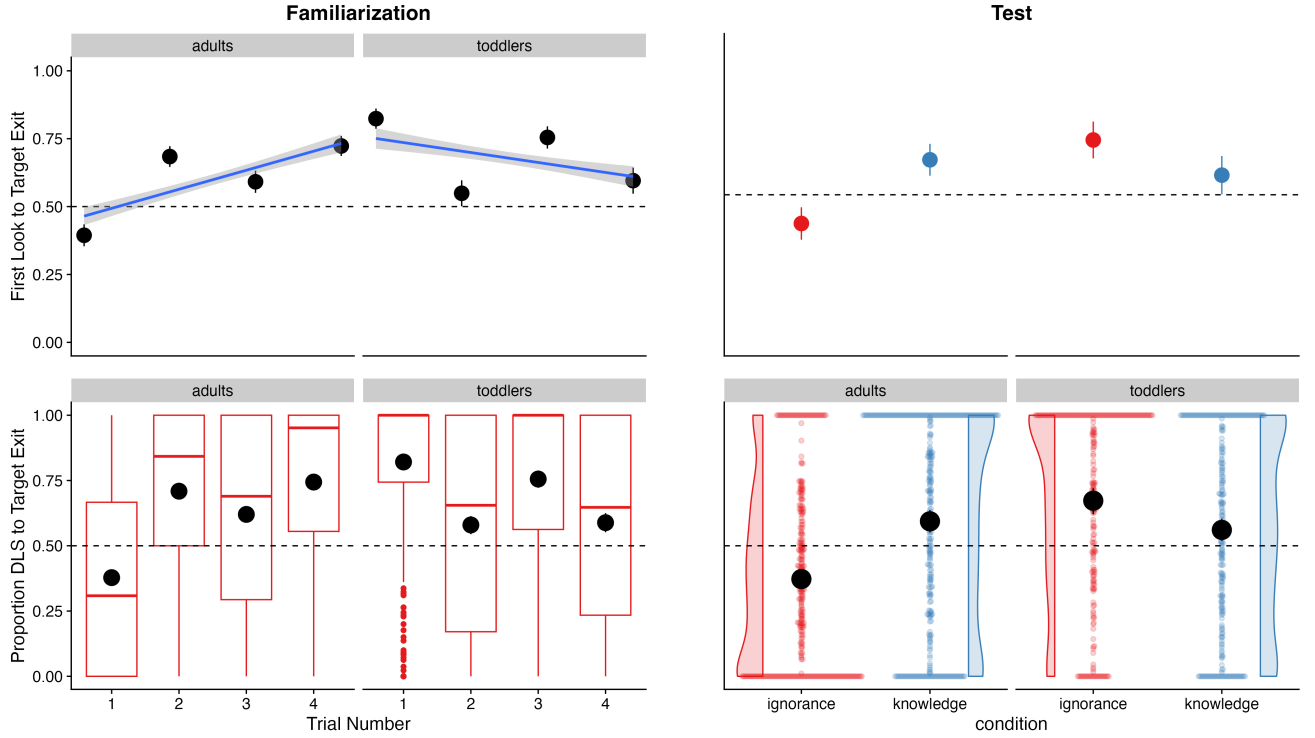 Familiarization
Test
adults
toddlers
First Look to Target Exit
1.00
0.75
0.50
0.25
0.00
adults
toddlers
adults
toddlers
Proportion DLS to Target Exit
1.00
0.75
0.50
0.25
0.00
1 2 3 4 1 2 3 4
Trial Number
ignorance knowledge ignorance knowledge
condition